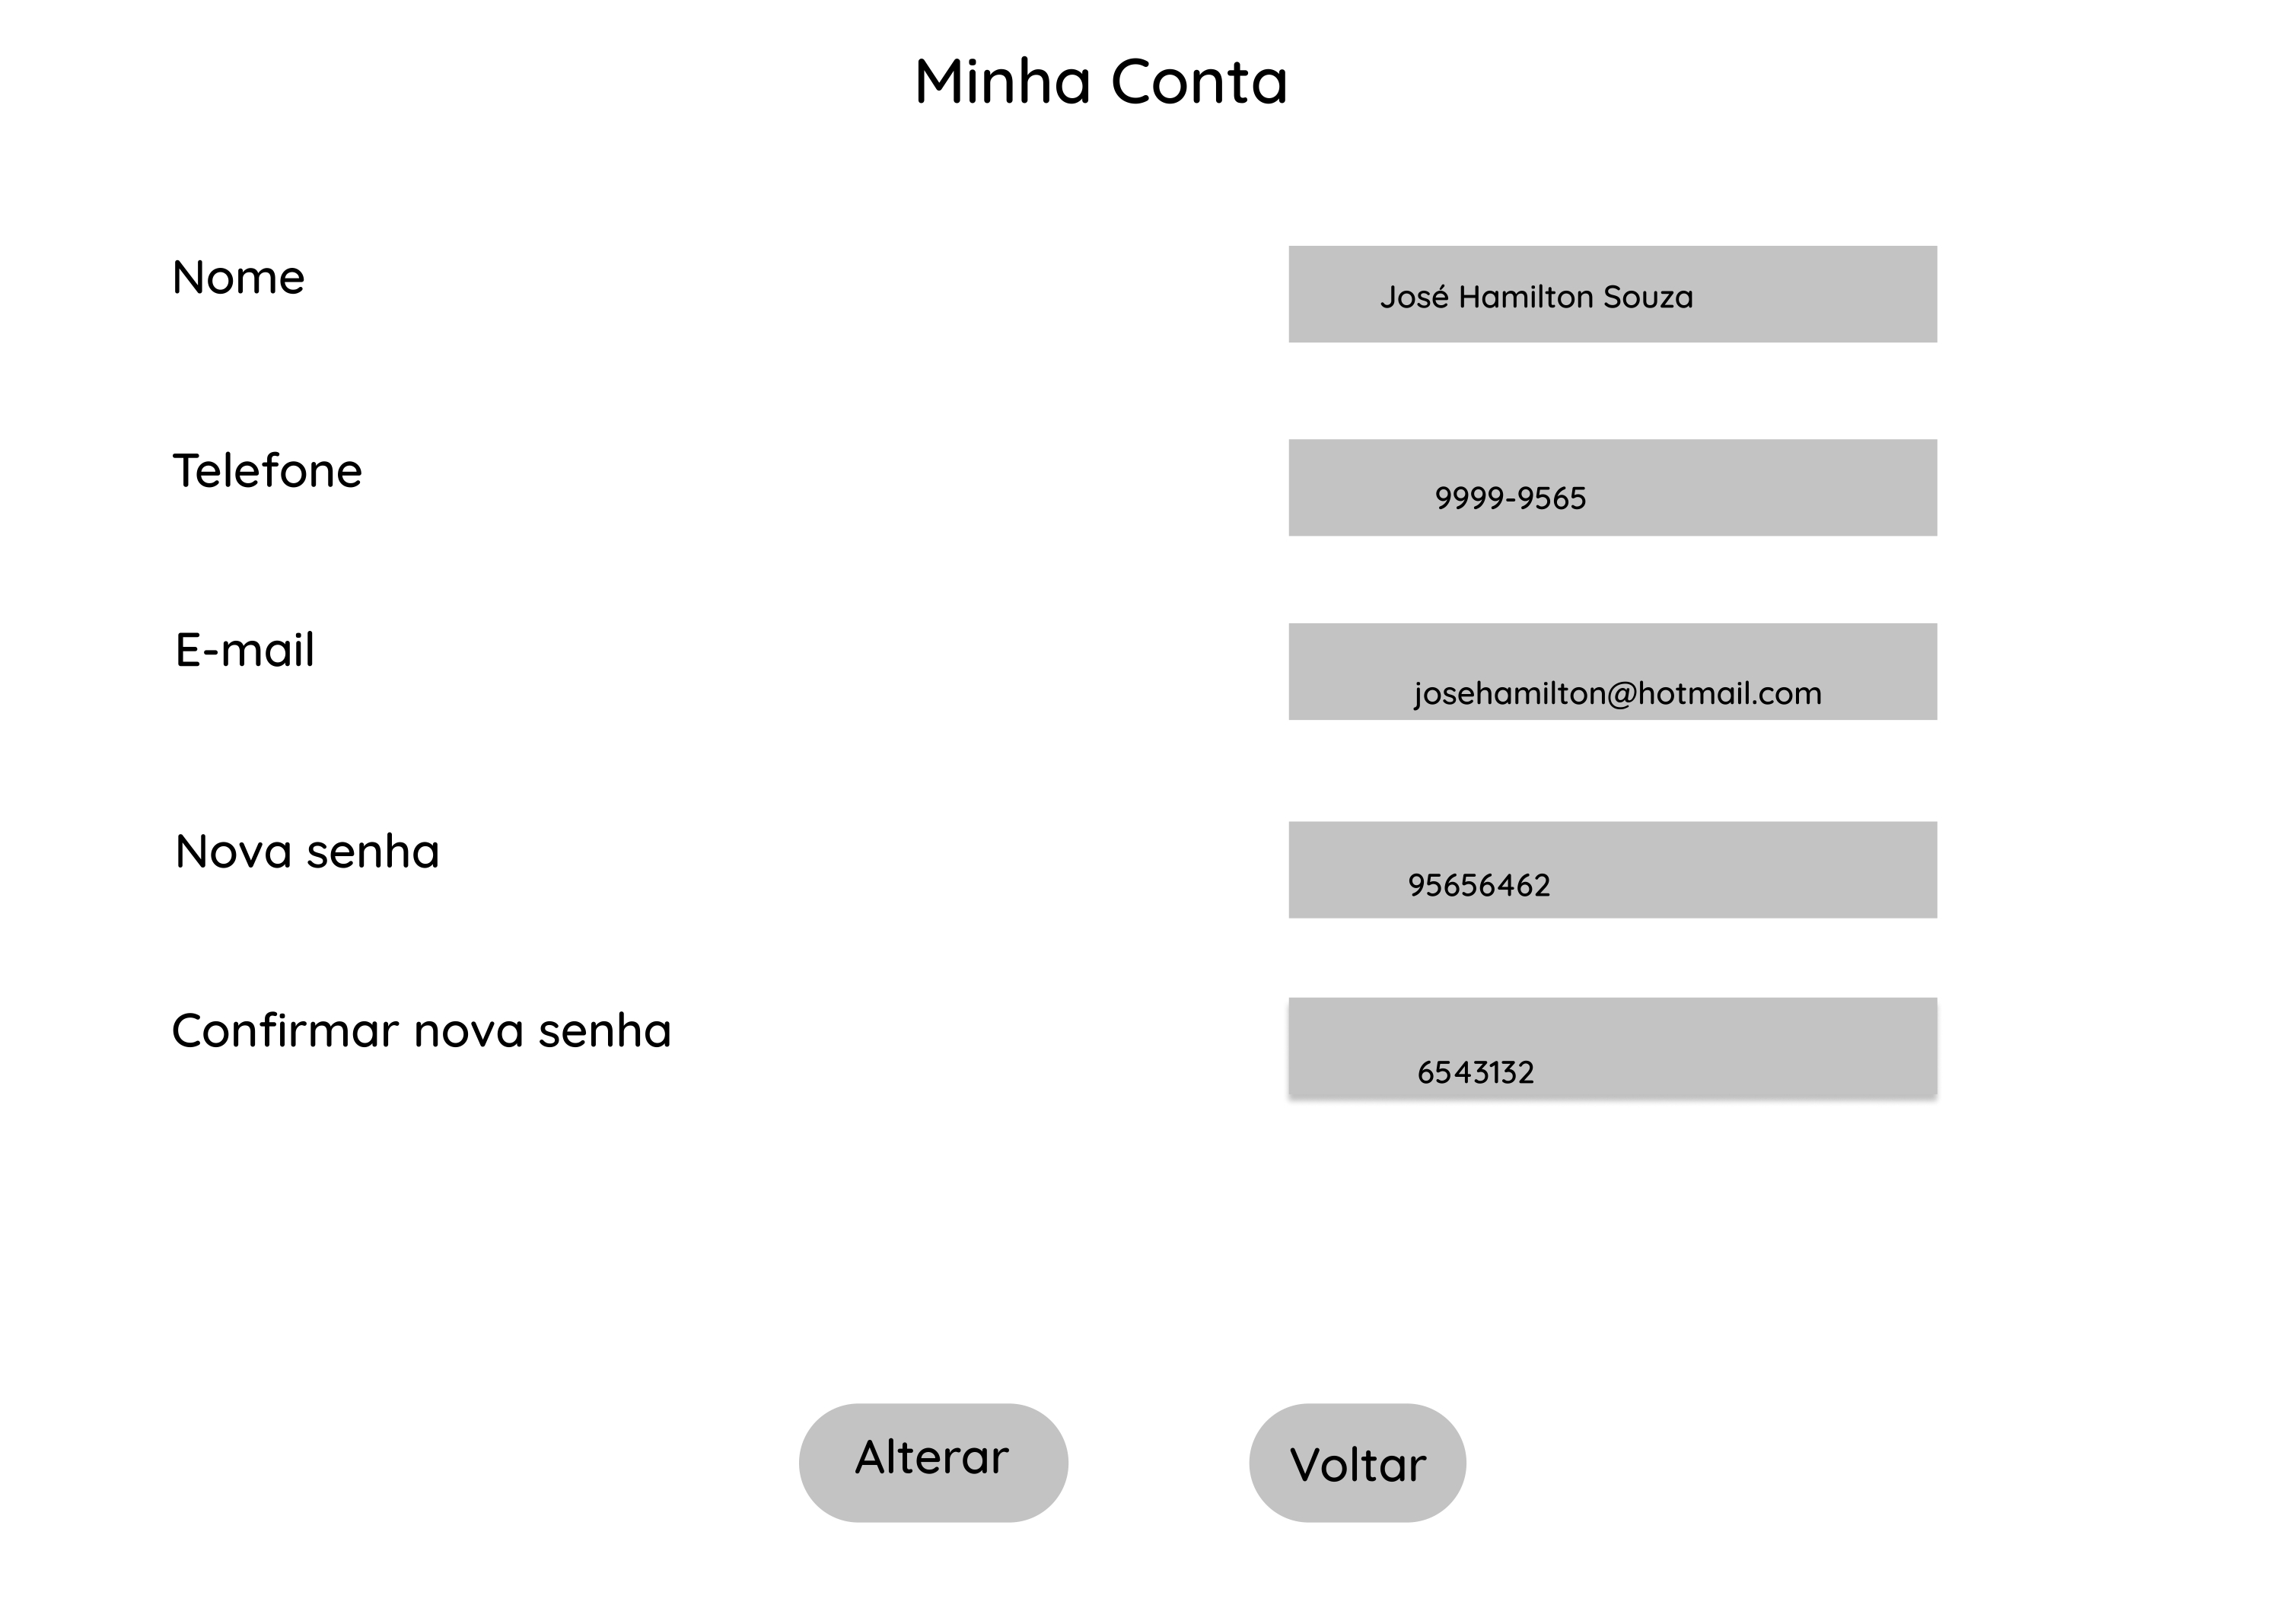 Minha Conta
Nome
José Hamilton Souza
Telefone
9999-9565
E-mail
josehamilton@hotmail.com
Nova senha
95656462
Confirmar nova senha
6543132
Alterar
Voltar